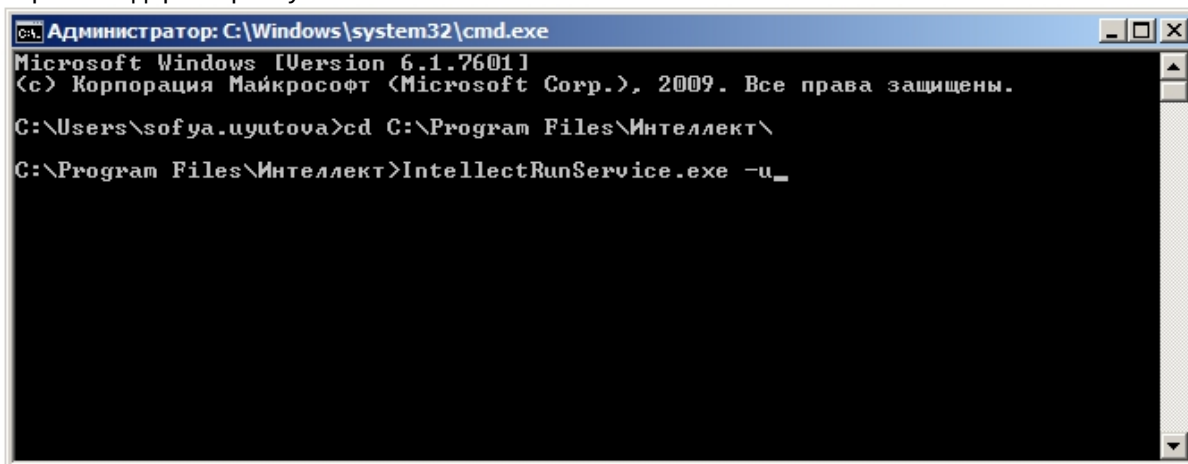 Администратор: C:\Windows\system32\cmd.exe
Microsoft Windows [Version 6.1.7601]
(c) Корпорация Майкрософт (Microsoft Corp.), 2009. Все права защищены.
C:\Users\sofya.uyutova>cd C:\Program Files\Интеллект\
C:\Program Files\Интеллект>IntellectRunService.exe -u_